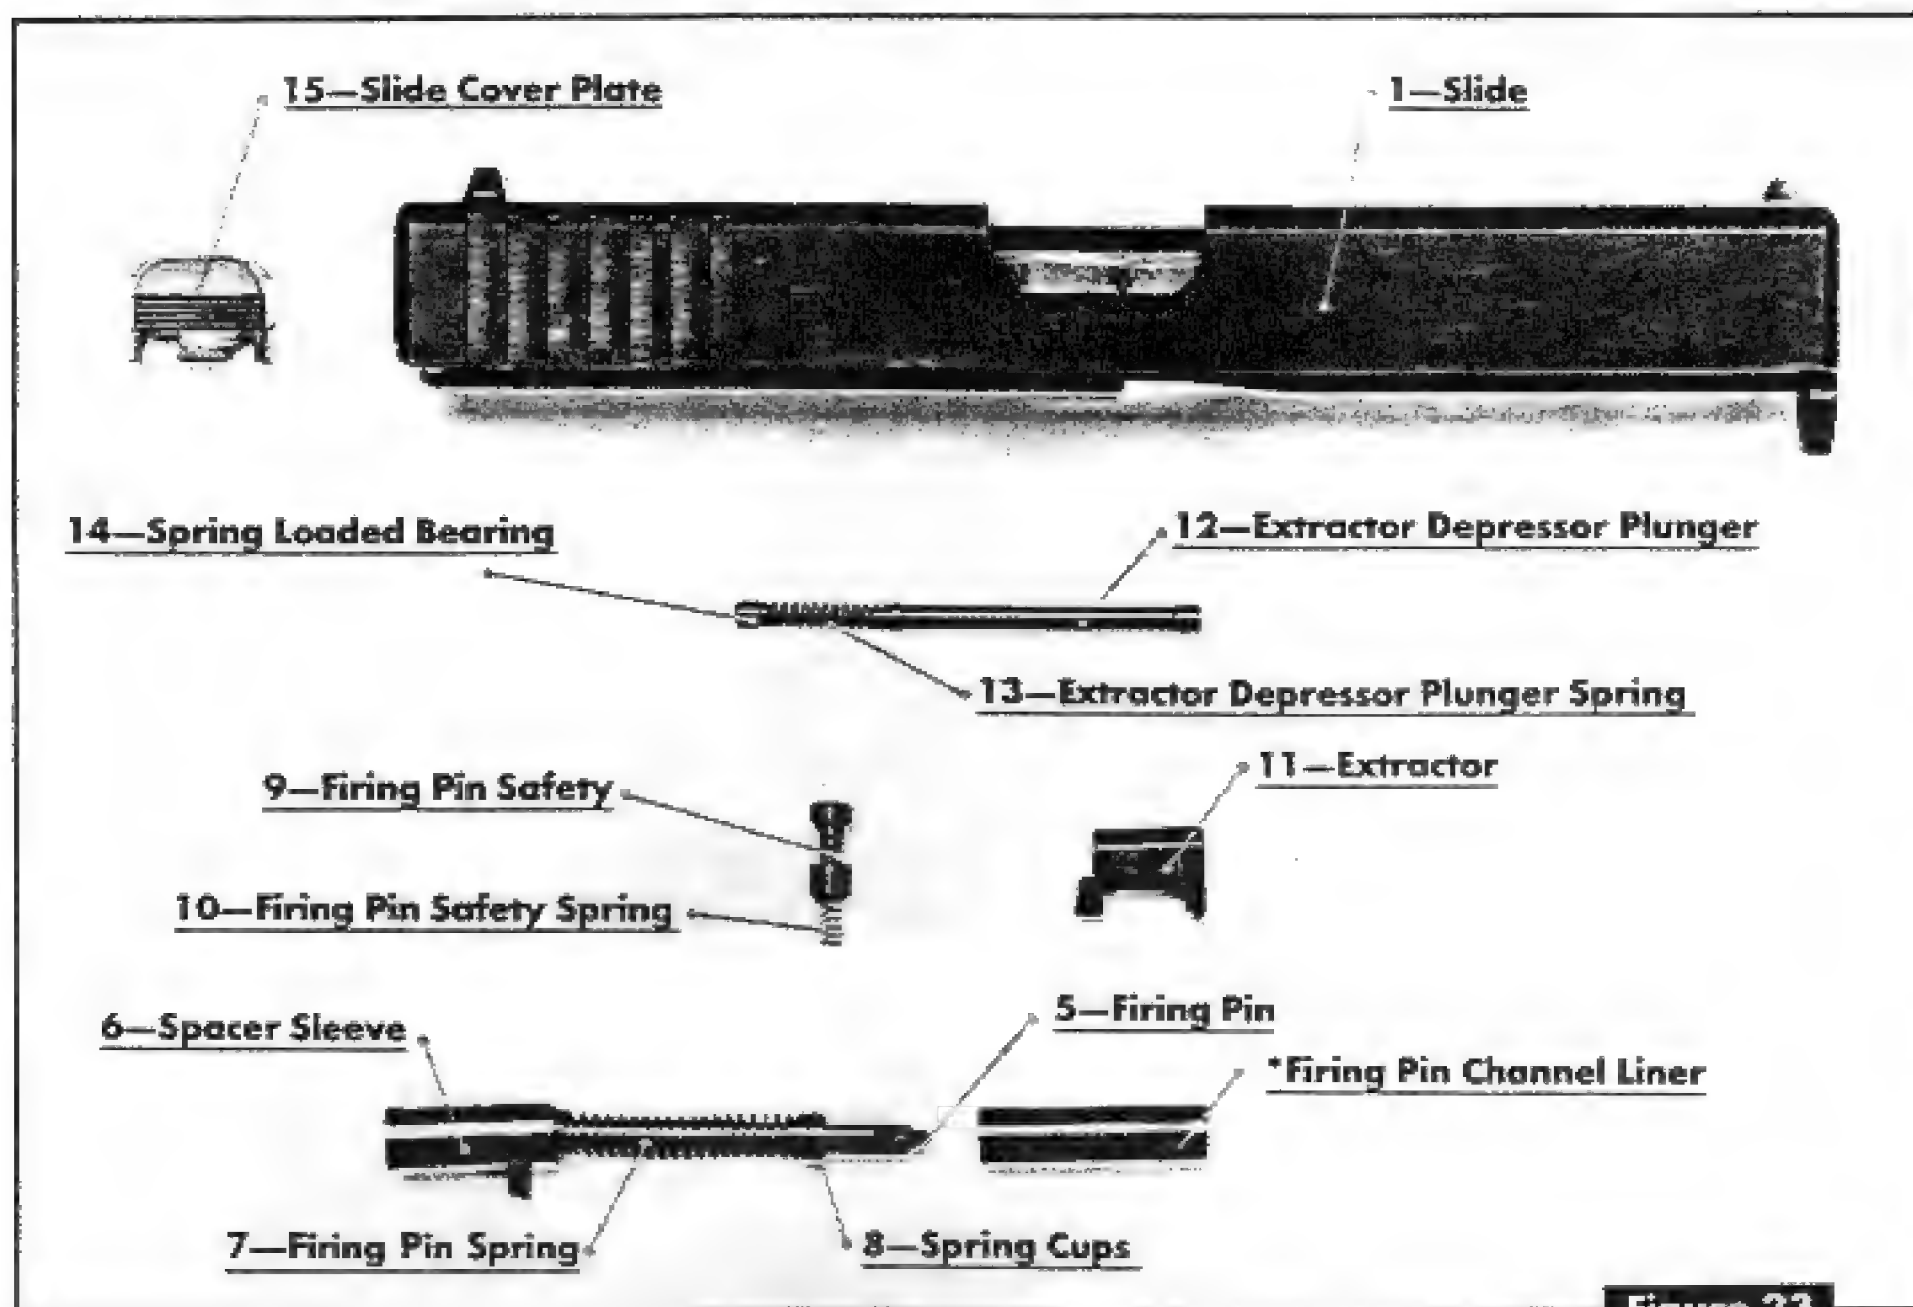 15—Slide Cover Plate
1—Slide
14—Spring Loaded Bearing
12—Extractor Depressor Plunger
13—Extractor Depressor Plunger Spring
9—Firing Pin Safety
11—Extractor
10—Firing Pin Safety Spring
5—Firing Pin
6—Spacer Sleeve
*Firing Pin Channel Liner
7—Firing Pin Spring
8—Spring Cups
Figure 23